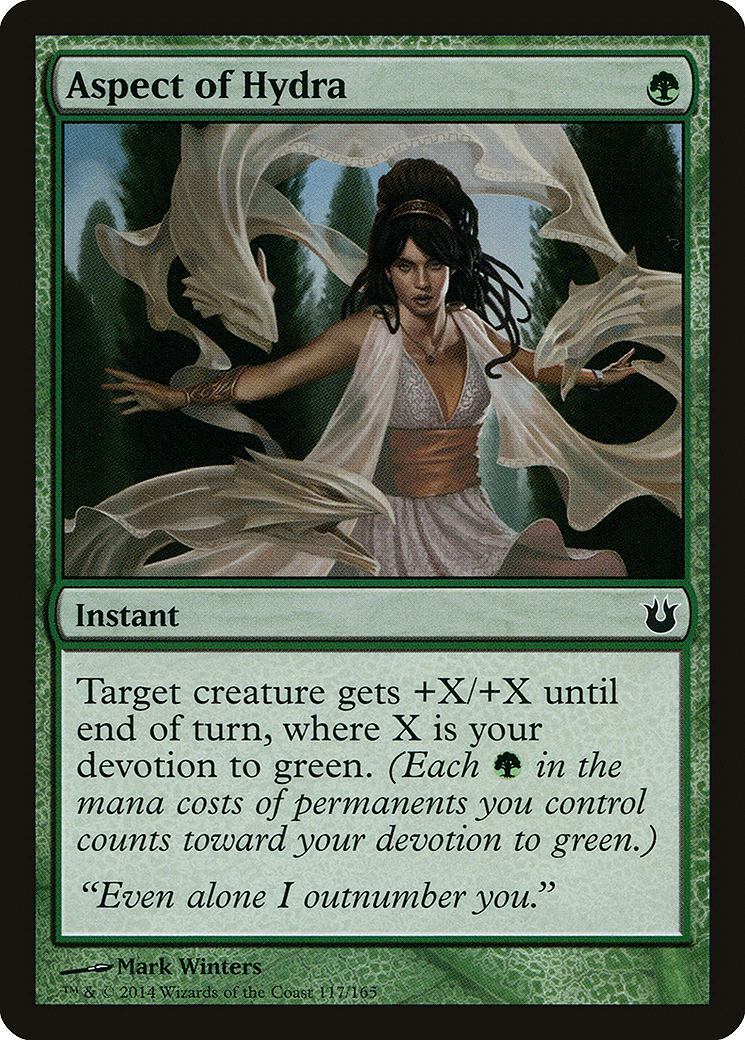 Aspect of Hydra
Instant
Target creature gets +X/+X until
end of turn, where X is your
devotion to green. (Each in the
mana costs of permanents you control
counts toward your devotion to green.)
“Even alone I outnumber you.”
Mark Winters
™ & © 2014 Wizards of the Coast 117/165